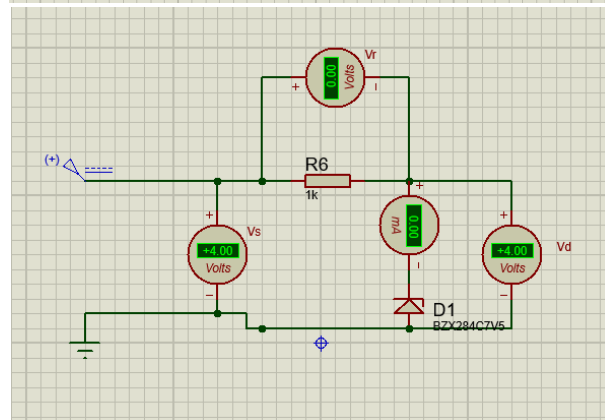 Vr
+
0.00
Volts
−
(+)
R6
1k
+
+
+
Vs
+4.00
Volts
−
0.00
mA
−
+4.00
Volts
−
Vd
D1
BZX284C7V5